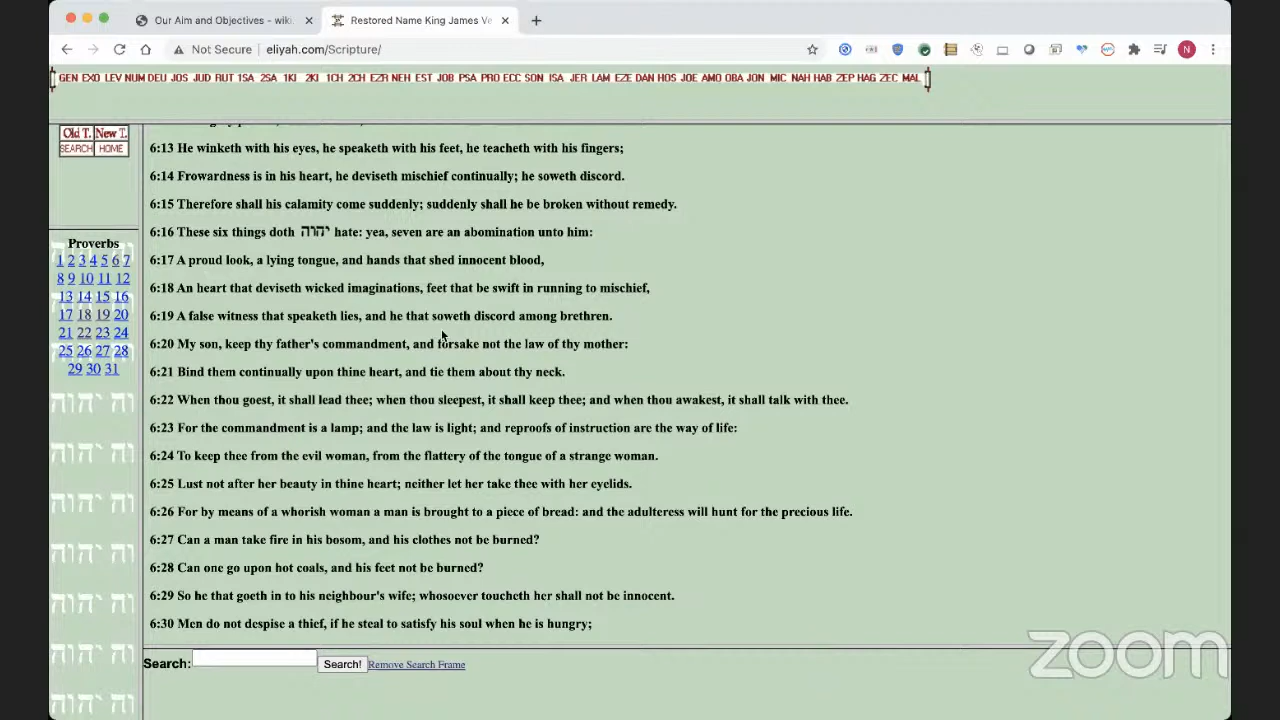 Our Aim and Objectives - wiki
Restored Name King James Ve
Not Secure
eliyah.com/Scripture/
N
GEN EXO LEV NUM DEU JOS JUD RUT 1SA 2SA 1KI 2KI 1CH 2CH EZR NEH EST JOB PSA PRO ECC SON ISA JER LAM EZE DAN HOS JOE AMO OBA JON MIC NAH HAB ZEP HAG ZEC MAL
Old T. New T.
SEARCH HOME
Proverbs
1 2 3 4 5 6 7
8 9 10 11 12
13 14 15 16
17 18 19 20
21 22 23 24
25 26 27 28
29 30 31
6:13 He winketh with his eyes, he speaketh with his feet, he teacheth with his fingers;
6:14 Frowardness is in his heart, he deviseth mischief continually; he soweth discord.
6:15 Therefore shall his calamity come suddenly; suddenly shall he be broken without remedy.
6:16 These six things doth יהוה hate: yea, seven are an abomination unto him:
6:17 A proud look, a lying tongue, and hands that shed innocent blood,
6:18 An heart that deviseth wicked imaginations, feet that be swift in running to mischief,
6:19 A false witness that speaketh lies, and he that soweth discord among brethren.
6:20 My son, keep thy father's commandment, and forsake not the law of thy mother:
6:21 Bind them continually upon thine heart, and tie them about thy neck.
6:22 When thou goest, it shall lead thee; when thou sleepest, it shall keep thee; and when thou awakest, it shall talk with thee.
6:23 For the commandment is a lamp; and the law is light; and reproofs of instruction are the way of life:
6:24 To keep thee from the evil woman, from the flattery of the tongue of a strange woman.
6:25 Lust not after her beauty in thine heart; neither let her take thee with her eyelids.
6:26 For by means of a whorish woman a man is brought to a piece of bread: and the adulteress will hunt for the precious life.
6:27 Can a man take fire in his bosom, and his clothes not be burned?
6:28 Can one go upon hot coals, and his feet not be burned?
6:29 So he that goeth in to his neighbour's wife; whosoever toucheth her shall not be innocent.
6:30 Men do not despise a thief, if he steal to satisfy his soul when he is hungry;
וה יהוה
וה יהוה
וה יהוה
וה יהוה
וה יהוה
וה יהוה
וה יהוה
Search: Search! Remove Search Frame
zoom